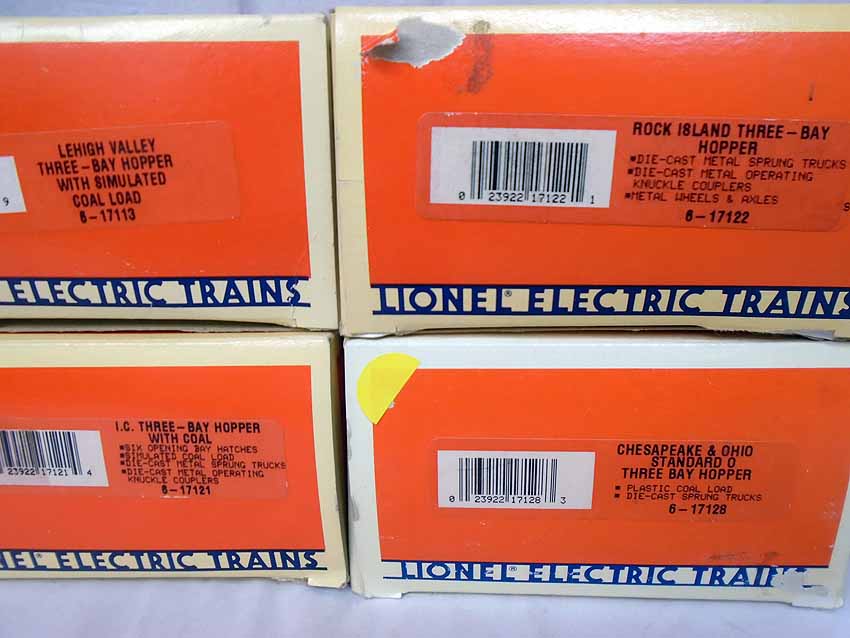 LEHIGH VALLEY
THREE-BAY HOPPER
WITH SIMULATED
COAL LOAD
6-17113
9
ELECTRIC TRAINS
ROCK ISLAND THREE-BAY
HOPPER
▪DIE-CAST METAL SPRUNG TRUCKS
▪DIE-CAST METAL OPERATING
KNUCKLE COUPLERS
▪METAL WHEELS & AXLES
6-17122
0 23922 17122 1
S
LIONEL® ELECTRIC TRAINS
I.C. THREE-BAY HOPPER
WITH COAL
▪SIX OPENING BAY HATCHES
▪SIMULATED COAL LOAD
▪DIE-CAST METAL SPRUNG TRUCKS
▪DIE-CAST METAL OPERATING
KNUCKLE COUPLERS
6-17121
23922 17121 4
NEL® ELECTRIC TRAINS
CHESAPEAKE & OHIO
STANDARD O
THREE BAY HOPPER
▪ PLASTIC COAL LOAD
▪ DIE-CAST SPRUNG TRUCKS
6-17128
0 23922 17128 3
LIONEL® ELECTRIC TRAI